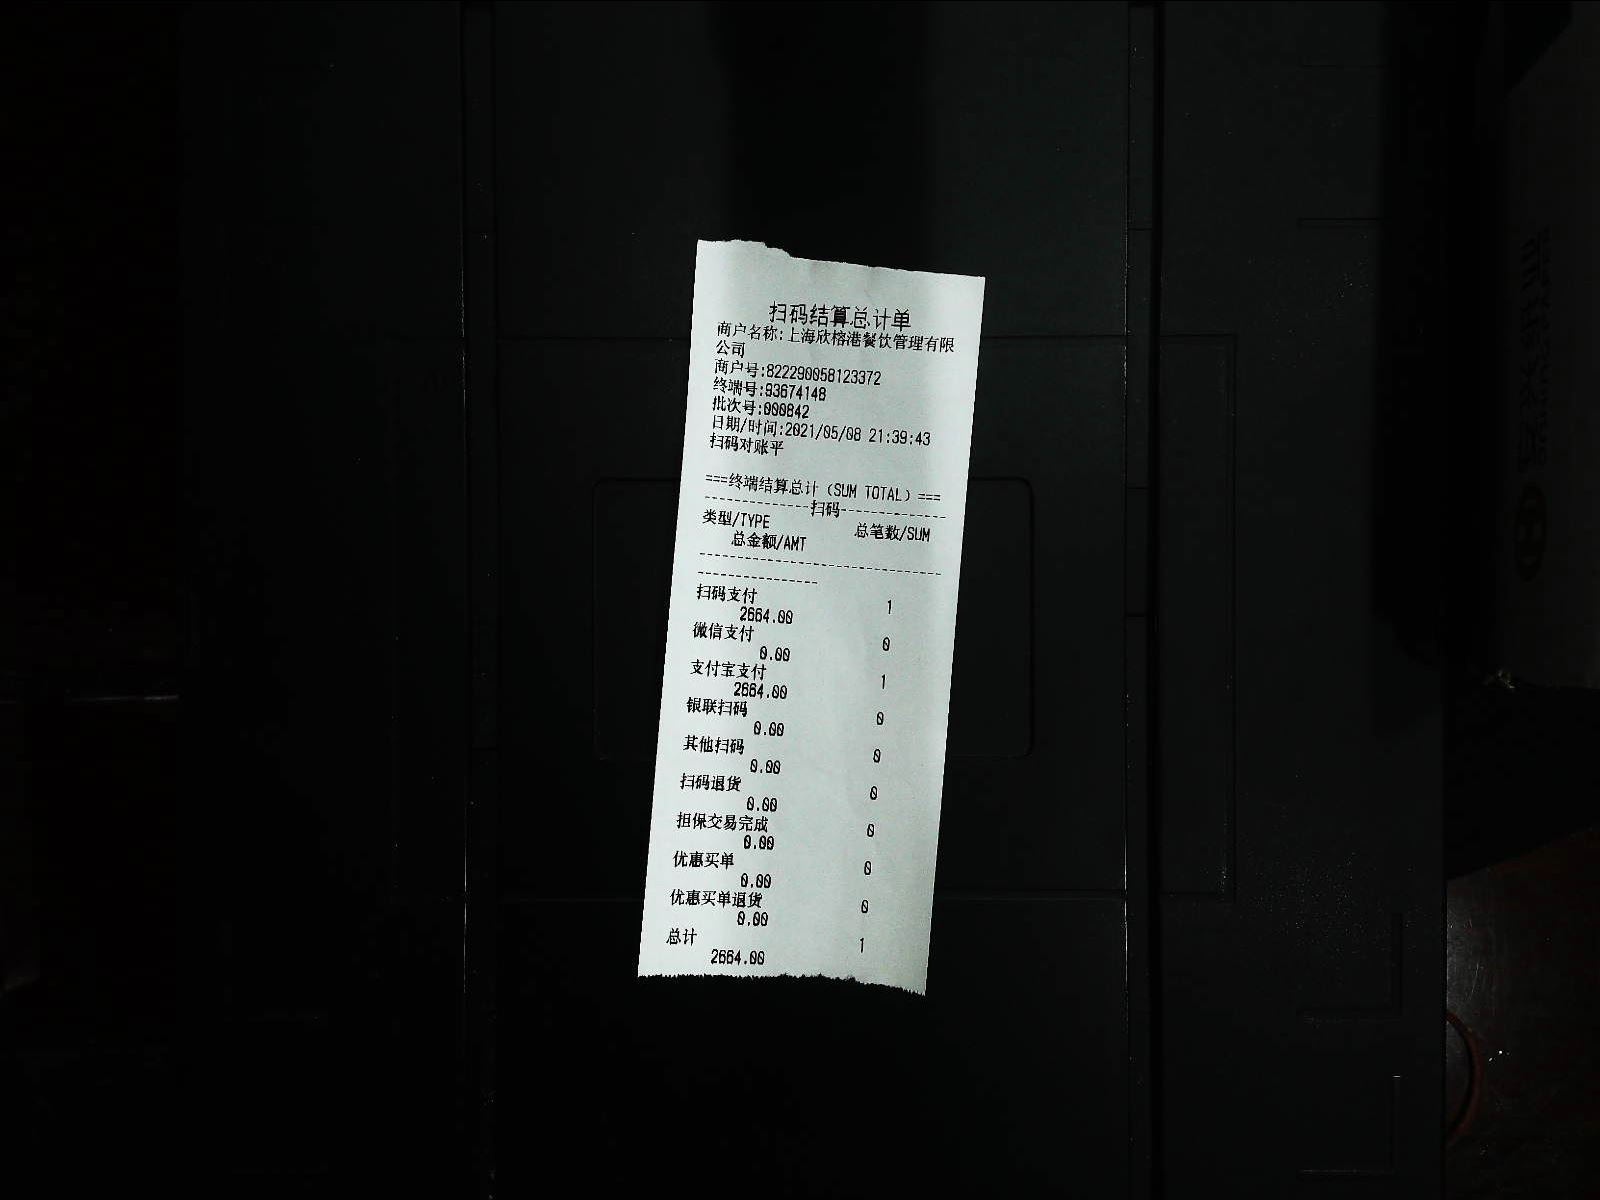 扫码结算总计单
商户名称:上海欣榕港餐饮管理有限
公司
商户号:822290058123372
终端号:93674148
批次号:000842
日期/时间:2021/05/08 21:39:43
扫码对账平
===终端结算总计（SUM TOTAL）===
--------------扫码--------------
类型/TYPE 总笔数/SUM
总金额/AMT
--------------------------------
----------------
扫码支付 1
2664.00
微信支付 0
0.00
支付宝支付 1
2664.00
银联扫码 0
0.00
其他扫码 0
0.00
扫码退货 0
0.00
担保交易完成 0
0.00
优惠买单 0
0.00
优惠买单退货 0
0.00
总计 1
2664.00